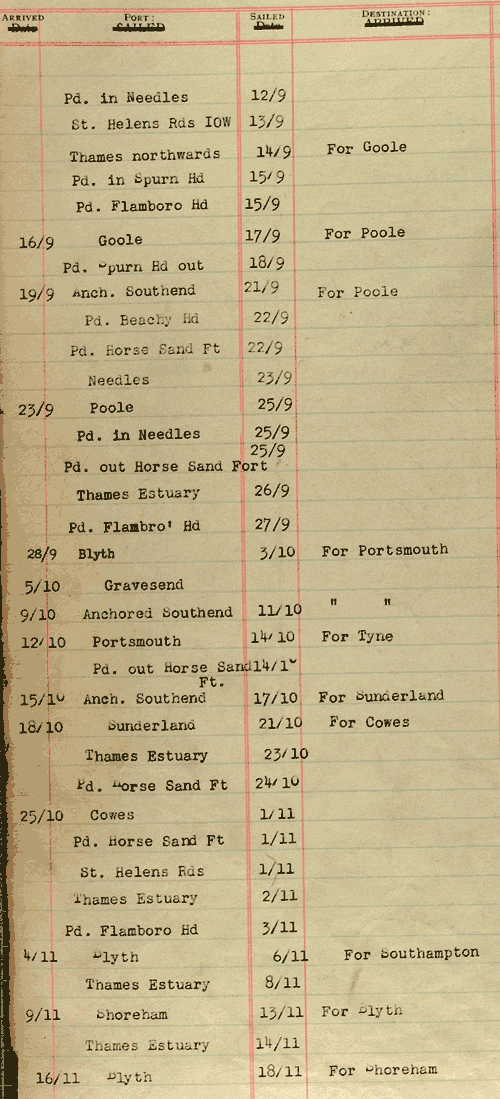 ARRIVED Date PORT: SAILED SAILED Date DESTINATION: ARRIVED
Pd. in Needles 12/9
St. Helens Rds IOW 13/9
Thames northwards 14/9 For Goole
Pd. in Spurn Hd 15/9
Pd. Flamboro Hd 15/9
16/9 Goole 17/9 For Poole
Pd. Spurn Hd out 18/9
19/9 Anch. Southend 21/9 For Poole
Pd. Beachy Hd 22/9
Pd. Horse Sand Ft 22/9
Needles 23/9
23/9 Poole 25/9
Pd. in Needles 25/9
25/9
Pd. out Horse Sand Fort
Thames Estuary 26/9
Pd. Flambro' Hd 27/9
28/9 Blyth 3/10 For Portsmouth
5/10 Gravesend
9/10 Anchored Southend 11/10 " "
12/10 Portsmouth 14/10 For Tyne
Pd. out Horse Sand 14/10
Ft.
15/10 Anch. Southend 17/10 For Sunderland
18/10 Sunderland 21/10 For Cowes
Thames Estuary 23/10
Pd. Horse Sand Ft 24/10
25/10 Cowes 1/11
Pd. Horse Sand Ft 1/11
St. Helens Rds 1/11
Thames Estuary 2/11
Pd. Flamboro Hd 3/11
4/11 Blyth 6/11 For Southampton
Thames Estuary 8/11
9/11 Shoreham 13/11 For Blyth
Thames Estuary 14/11
16/11 Blyth 18/11 For Shoreham